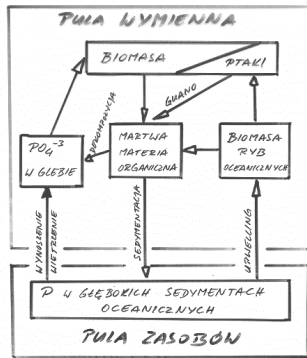 PULA WYMIENNA
BIOMASA
PTAKI
GUANO
DEKOMPOZYCJA
PO4-3
W GLEBIE
MARTWA
MATERIA
ORGANICZNA
BIOMASA
RYB
OCEANICZNYCH
WYNOSZENIE
WIETRZENIE
SEDYMENTACJA
UPWELLING
P W GŁĘBOKICH SEDYMENTACH
OCEANICZNYCH
PULA ZASOBÓW